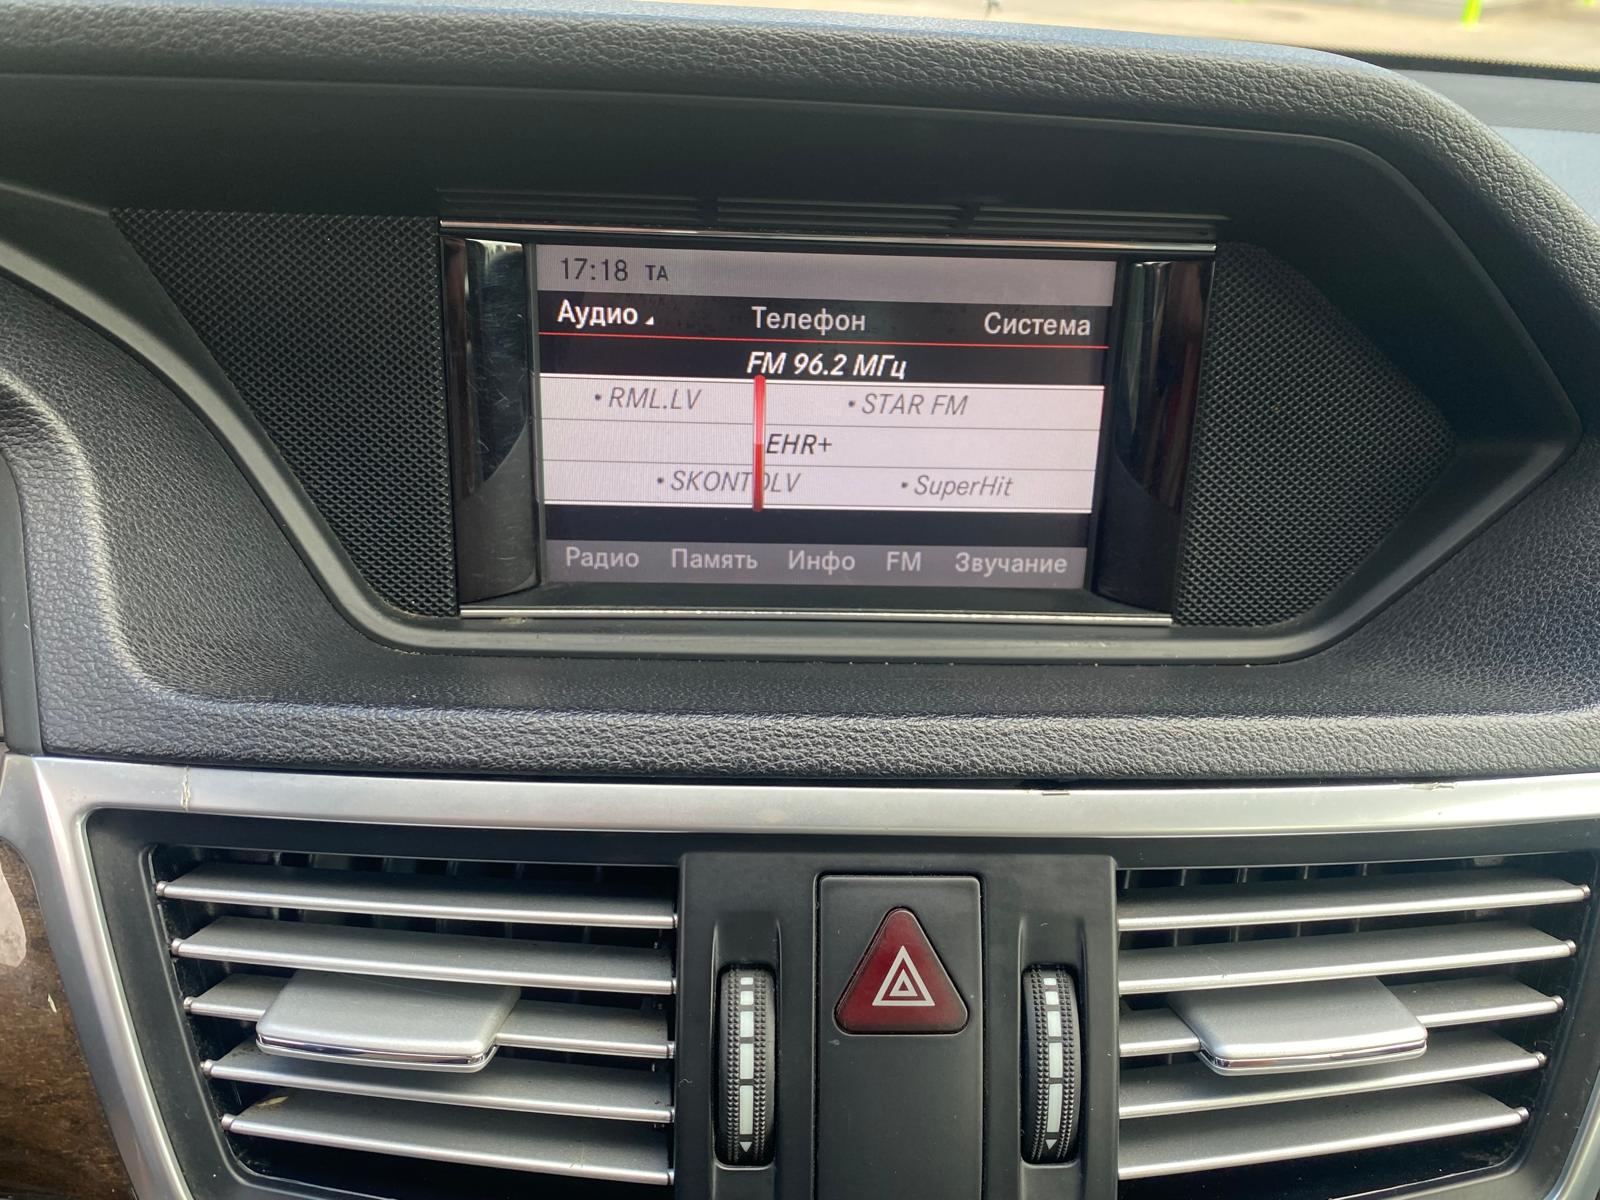 17:18 TA
Аудио Телефон Система
FM 96.2 МГц
• RML.LV • STAR FM
EHR+
• SKONTOLV • SuperHit
Радио Память Инфо FM Звучание